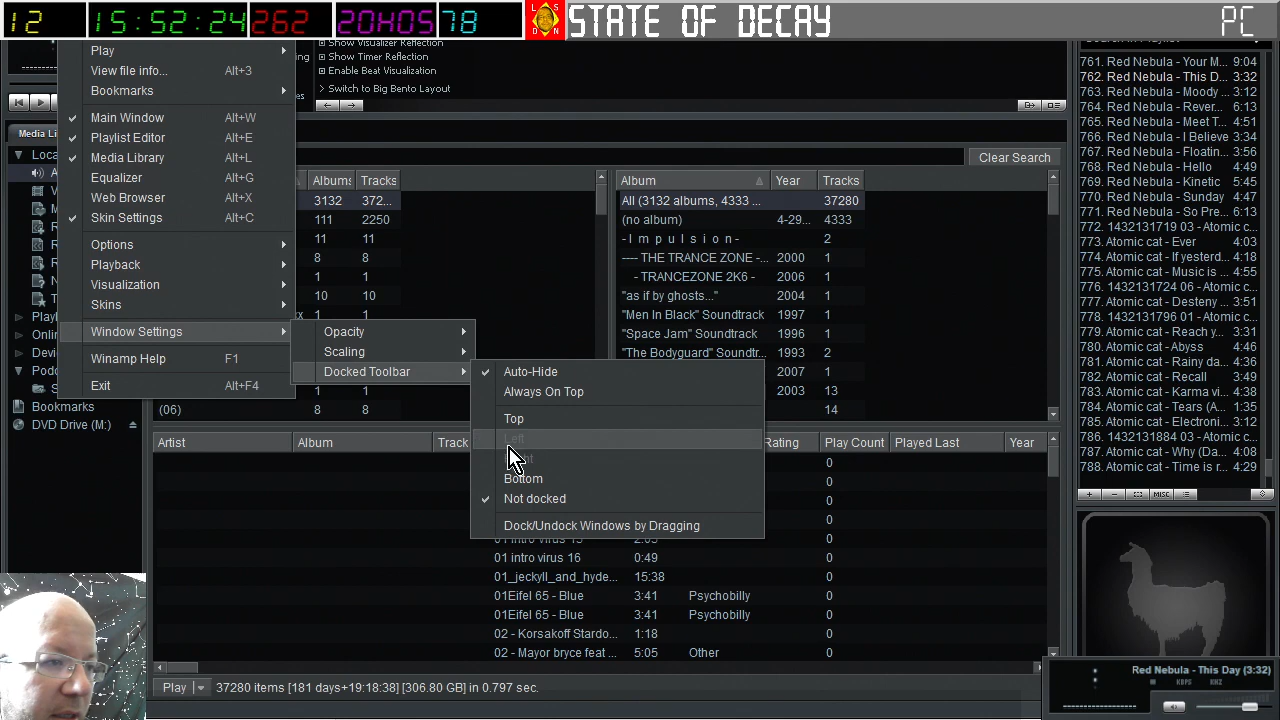 12
15:52:24
262
20H05
78
STATE OF DECAY
PC
Play
View file info... Alt+3
Bookmarks
Main Window Alt+W
Playlist Editor Alt+E
Media Library Alt+L
Equalizer Alt+G
Web Browser Alt+X
Skin Settings Alt+C
Options
Playback
Visualization
Skins
Window Settings
Winamp Help F1
Exit Alt+F4
Opacity
Scaling
Docked Toolbar
Auto-Hide
Always On Top
Top
Left
Bottom
Not docked
Dock/Undock Windows by Dragging
Show Visualizer Reflection
Show Timer Reflection
Enable Beat Visualization
> Switch to Big Bento Layout
Clear Search
Media Li
Bookmarks
DVD Drive (M:)
Albums Tracks
3132 372...
111 2250
11 11
8 8
1 1
10 10
1 1
(06) 8 8
Album Year Tracks
All (3132 albums, 4333 ... 37280
(no album) 4-29... 4333
- I m p u l s i o n - 2
---- THE TRANCE ZONE -... 2000 1
- TRANCEZONE 2K6 - 2006 1
"as if by ghosts..." 2004 1
"Men In Black" Soundtrack 1997 1
"Space Jam" Soundtrack 1996 1
"The Bodyguard" Soundtr... 1993 2
2007 1
2003 13
14
Artist Album Track Rating Play Count Played Last Year
0
0
0
0
01 intro virus 16 0:49 0
01_jeckyll_and_hyde... 15:38 0
01Eifel 65 - Blue 3:41 Psychobilly 0
01Eifel 65 - Blue 3:41 Psychobilly 0
02 - Korsakoff Stardo... 1:18 0
02 - Mayor bryce feat ... 5:05 Other 0
Play 37280 items [181 days+19:18:38] [306.80 GB] in 0.797 sec.
761. Red Nebula - Your M... 9:04
762. Red Nebula - This D... 3:32
763. Red Nebula - Moody ... 3:12
764. Red Nebula - Rever... 6:13
765. Red Nebula - Meet T... 4:51
766. Red Nebula - I Believe 3:34
767. Red Nebula - Floatin... 3:56
768. Red Nebula - Hello 4:49
769. Red Nebula - Kinetic 5:45
770. Red Nebula - Sunday 4:47
771. Red Nebula - So Pre... 6:13
772. 1432131719 03 - Atomic c...
773. Atomic cat - Ever 4:03
774. Atomic cat - If yesterd... 4:18
775. Atomic cat - Music is ... 4:55
776. 1432131724 06 - Atomic c...
777. Atomic cat - Desteny 3:51
778. 1432131796 01 - Atomic c...
779. Atomic cat - Reach y... 4:17
780. Atomic cat - Abyss 4:32
781. Atomic cat - Rainy da... 4:36
782. Atomic cat - Recall 4:39
783. Atomic cat - Karma vi... 4:38
784. Atomic cat - Tears (A... 4:34
785. Atomic cat - Electroni... 3:12
786. 1432131884 03 - Atomic c...
787. Atomic cat - Why (Da... 4:44
788. Atomic cat - Time is r... 4:29
MISC
Red Nebula - This Day (3:32)
KBPS KHZ